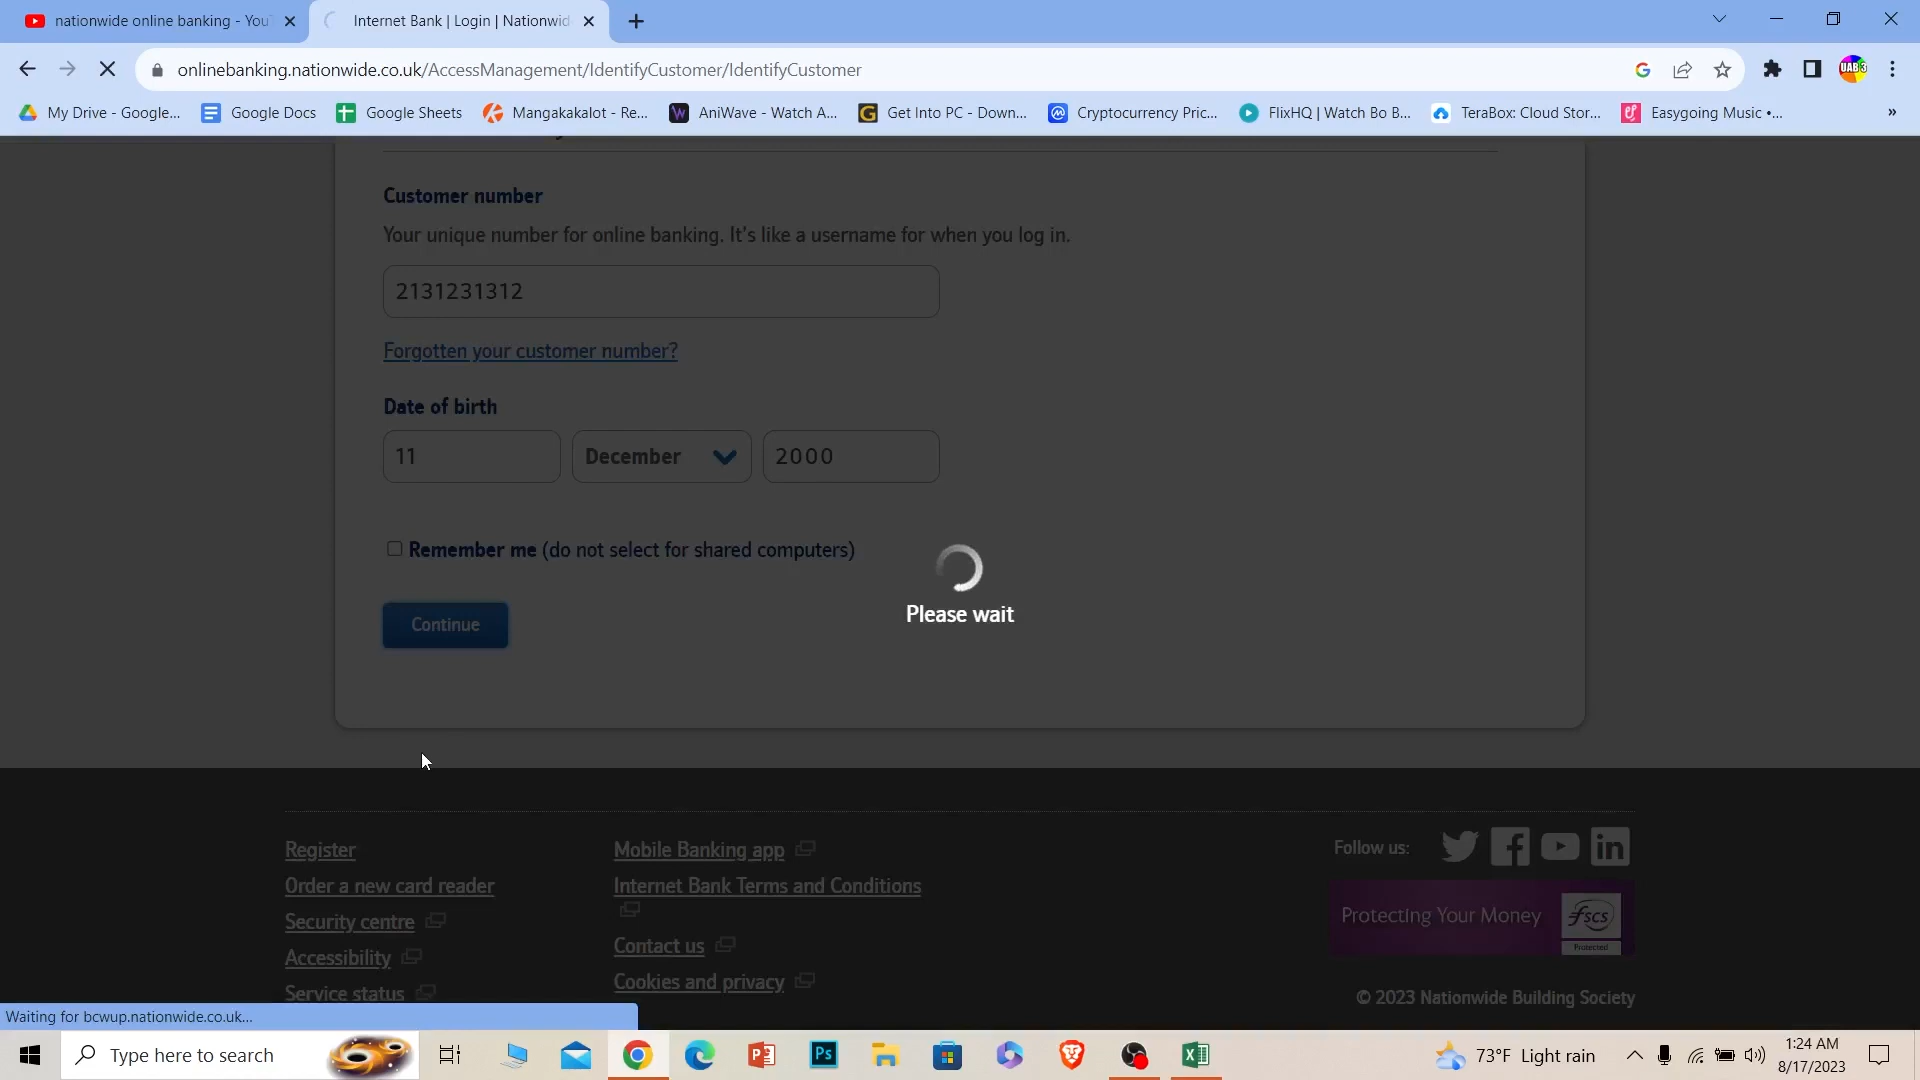 nationwide online banking - You
Internet Bank | Login | Nationwid
onlinebanking.nationwide.co.uk/AccessManagement/IdentifyCustomer/IdentifyCustomer
UAB 3
My Drive - Google...
Google Docs
Google Sheets
Mangakakalot - Re...
AniWave - Watch A...
Get Into PC - Down...
Cryptocurrency Pric...
FlixHQ | Watch Bo B...
TeraBox: Cloud Stor...
Easygoing Music •...
»
Customer number
Your unique number for online banking. It's like a username for when you log in.
2131231312
Forgotten your customer number?
Date of birth
11 December 2000
Remember me (do not select for shared computers)
Please wait
Continue
Register
Order a new card reader
Security centre
Accessibility
Service status
Mobile Banking app
Internet Bank Terms and Conditions
Contact us
Cookies and privacy
Follow us:
Protecting Your Money
fscs
Protected
© 2023 Nationwide Building Society
Waiting for bcwup.nationwide.co.uk...
Type here to search
73°F Light rain
1:24 AM
8/17/2023